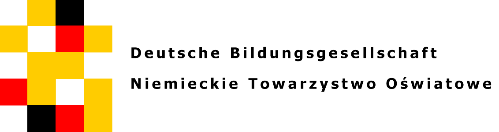 Deutsche Bildungsgesellschaft
Niemieckie Towarzystwo Oświatowe